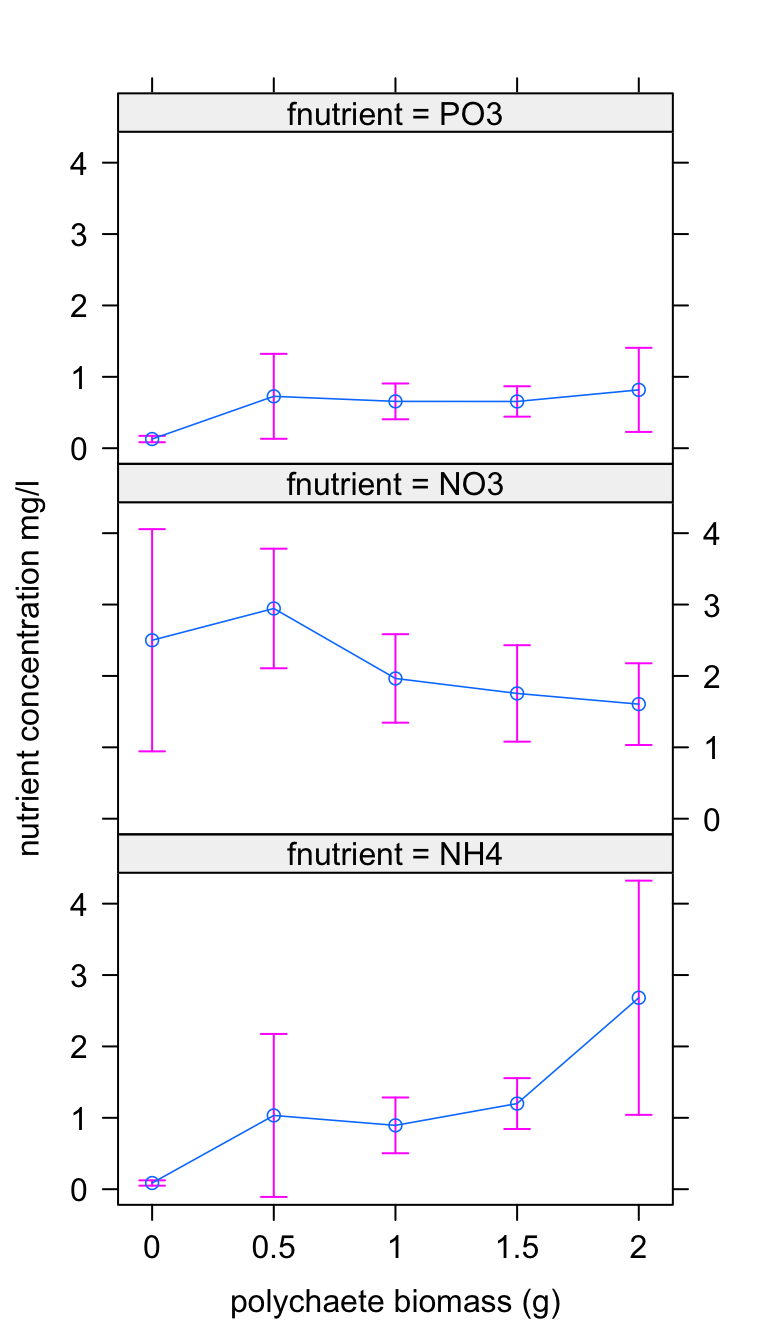 fnutrient = PO3
4
3
2
1
0
fnutrient = NO3
4
3
2
1
0
fnutrient = NH4
4
3
2
1
0
0 0.5 1 1.5 2
polychaete biomass (g)
nutrient concentration mg/l